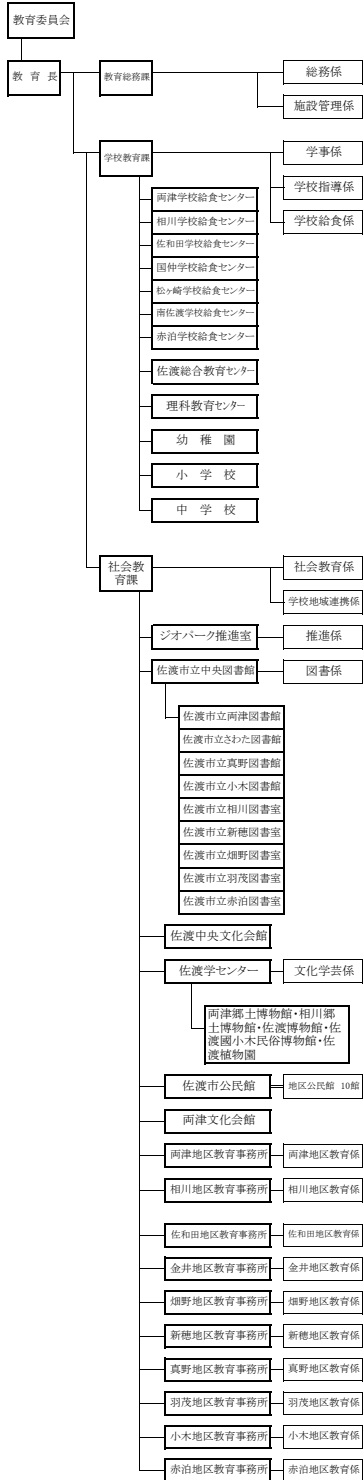 教育委員会
教 育 長
教育総務課
総務係
施設管理係
学校教育課
学事係
学校指導係
学校給食係
両津学校給食センター
相川学校給食センター
佐和田学校給食センター
国仲学校給食センター
松ヶ崎学校給食センター
南佐渡学校給食センター
赤泊学校給食センター
佐渡総合教育センター
理科教育センター
幼 稚 園
小 学 校
中 学 校
社会教
育課
社会教育係
学校地域連携係
ジオパーク推進室
推進係
佐渡市立中央図書館
図書係
佐渡市立両津図書館
佐渡市立さわた図書館
佐渡市立真野図書館
佐渡市立小木図書館
佐渡市立相川図書室
佐渡市立新穂図書室
佐渡市立畑野図書室
佐渡市立羽茂図書室
佐渡市立赤泊図書室
佐渡中央文化会館
佐渡学センター
文化学芸係
両津郷土博物館・相川郷
土博物館・佐渡博物館・佐
渡國小木民俗博物館・佐
渡植物園
佐渡市公民館
地区公民館 10館
両津文化会館
両津地区教育事務所
両津地区教育係
相川地区教育事務所
相川地区教育係
佐和田地区教育事務所
佐和田地区教育係
金井地区教育事務所
金井地区教育係
畑野地区教育事務所
畑野地区教育係
新穂地区教育事務所
新穂地区教育係
真野地区教育事務所
真野地区教育係
羽茂地区教育事務所
羽茂地区教育係
小木地区教育事務所
小木地区教育係
赤泊地区教育事務所
赤泊地区教育係